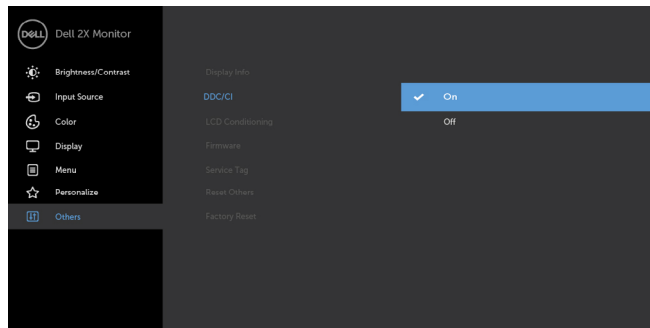 DELL Dell 2X Monitor
Brightness/Contrast
Input Source
Color
Display
Menu
Personalize
Others
Display Info
DDC/CI
LCD Conditioning
Firmware
Service Tag
Reset Others
Factory Reset
On
Off